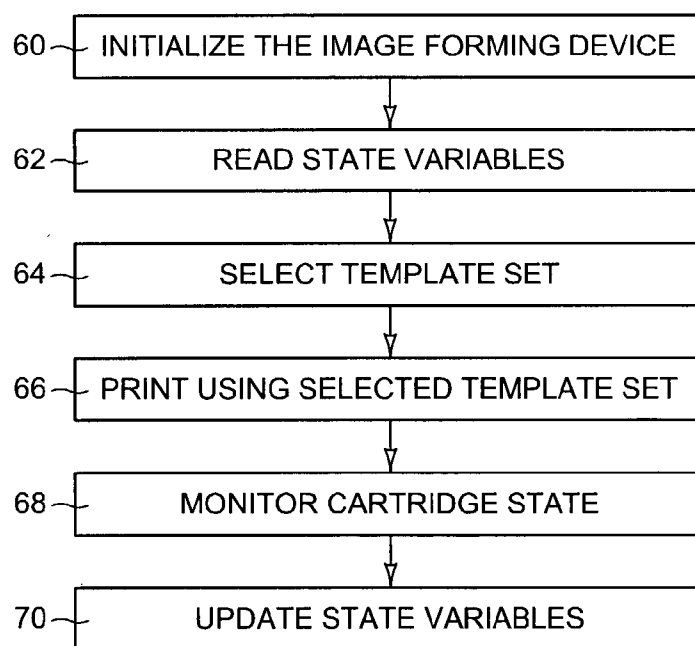 60 INITIALIZE THE IMAGE FORMING DEVICE
62 READ STATE VARIABLES
64 SELECT TEMPLATE SET
66 PRINT USING SELECTED TEMPLATE SET
68 MONITOR CARTRIDGE STATE
70 UPDATE STATE VARIABLES